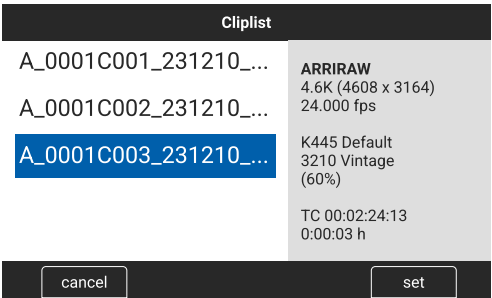 Cliplist
A_0001C001_231210_...
A_0001C002_231210_...
A_0001C003_231210_...
ARRIRAW
4.6K (4608 x 3164)
24.000 fps
K445 Default
3210 Vintage
(60%)
TC 00:02:24:13
0:00:03 h
cancel
set